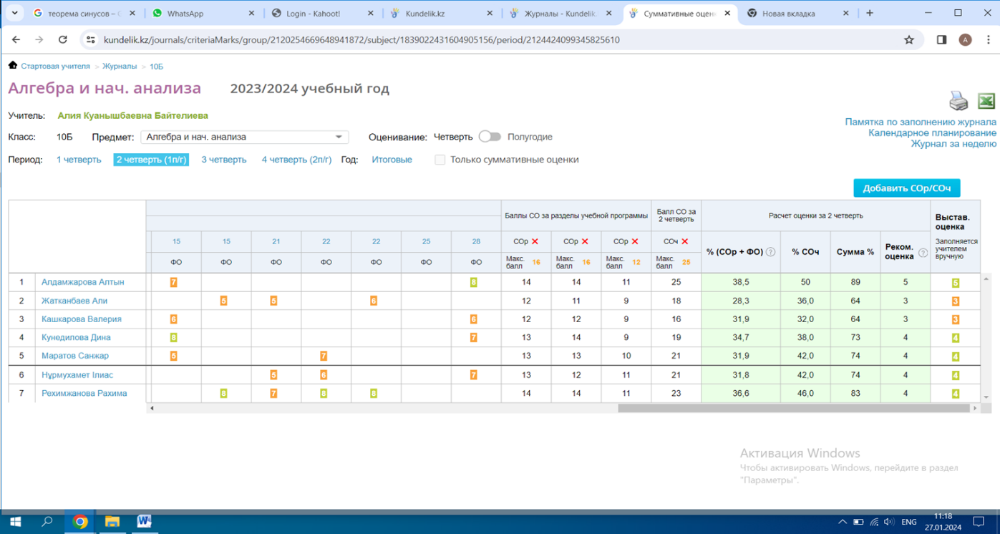 теорема синусов – G
WhatsApp
Login - Kahoot!
Kundelik.kz
Журналы - Kundelik.
Суммативные оцен
Новая вкладка
kundelik.kz/journals/criteriaMarks/group/2120254669648941872/subject/1839022431604905156/period/2124424099345825610
A
Стартовая учителя > Журналы > 10Б
Алгебра и нач. анализа 2023/2024 учебный год
Учитель: Алия Куанышбаевна Байтелиева
Памятка по заполнению журнала
Класс: 10Б Предмет: Алгебра и нач. анализа Оценивание: Четверть Полугодие
Календарное планирование
Журнал за неделю
Период: 1 четверть 2 четверть (1п/г) 3 четверть 4 четверть (2п/г) Год: Итоговые Только суммативные оценки
Добавить СОр/СОч
Баллы СО за разделы учебной программы
Балл СО за 2 четверть
Расчет оценки за 2 четверть
Выстав. оценка
Заполняется учителем вручную
15 15 21 22 22 25 28 СОр СОр СОр СОч
% (СОр + ФО) ? % СОч Сумма % Реком. оценка ?
ФО ФО ФО ФО ФО ФО ФО Макс. балл 16 Макс. балл 16 Макс. балл 12 Макс. балл 25
1 Алдамжарова Алтын 7 8 14 14 11 25 38,5 50 89 5 5
2 Жатканбаев Али 5 5 6 12 11 9 18 28,3 36,0 64 3 3
3 Кашкарова Валерия 6 6 12 12 9 16 31,9 32,0 64 3 3
4 Кунедилова Дина 8 7 13 14 9 19 34,7 38,0 73 4 4
5 Маратов Санжар 5 7 13 13 10 21 31,9 42,0 74 4 4
6 Нұрмухамет Ілиас 5 6 7 13 12 11 21 31,8 42,0 74 4 4
7 Рехимжанова Рахима 8 7 8 8 14 14 11 23 36,6 46,0 83 4 4
Активация Windows
Чтобы активировать Windows, перейдите в раздел
"Параметры".
ENG
11:18
27.01.2024